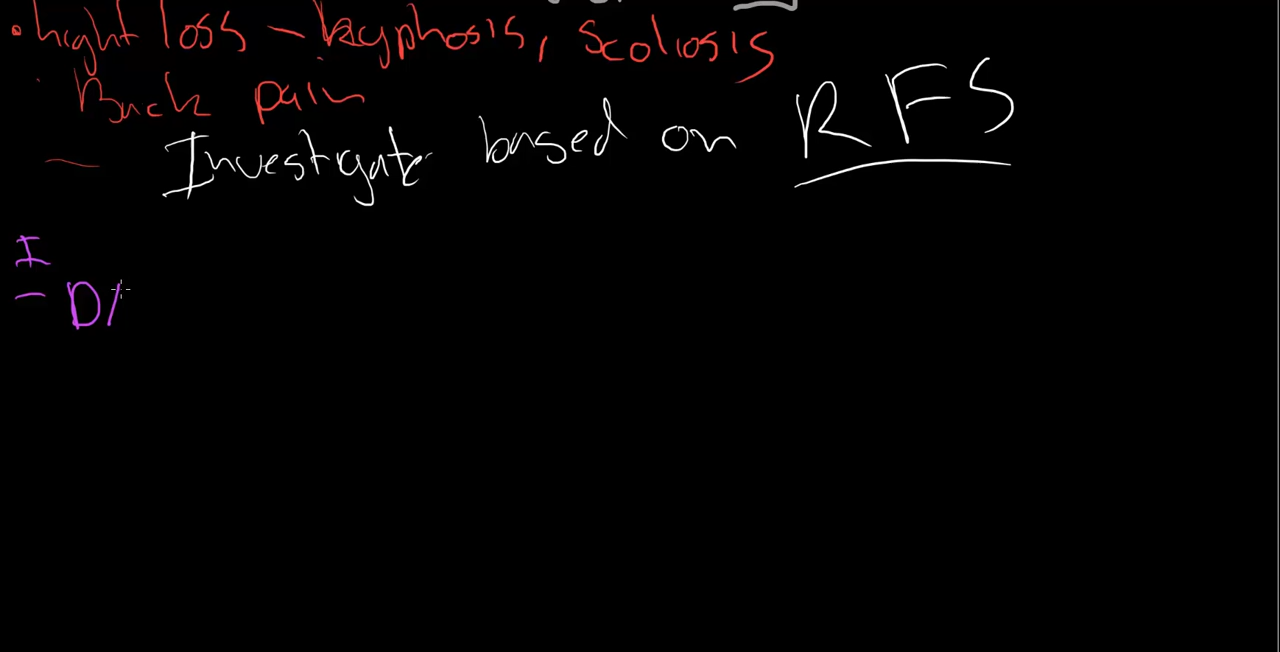 • hight loss - kyphosis, Scoliosis
· Back pain
— Investigate based on RFS
I
- D/